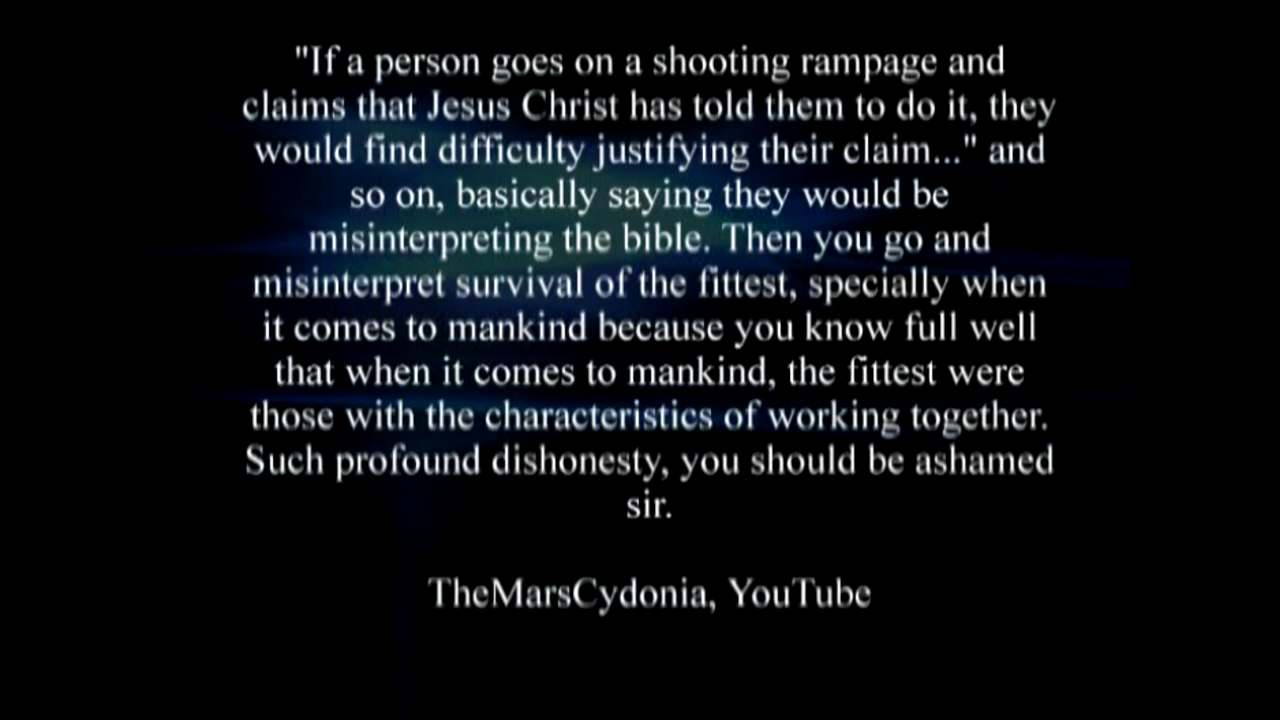 "If a person goes on a shooting rampage and
claims that Jesus Christ has told them to do it, they
would find difficulty justifying their claim..." and
so on, basically saying they would be
misinterpreting the bible. Then you go and
misinterpret survival of the fittest, specially when
it comes to mankind because you know full well
that when it comes to mankind, the fittest were
those with the characteristics of working together.
Such profound dishonesty, you should be ashamed
sir.
TheMarsCydonia, YouTube